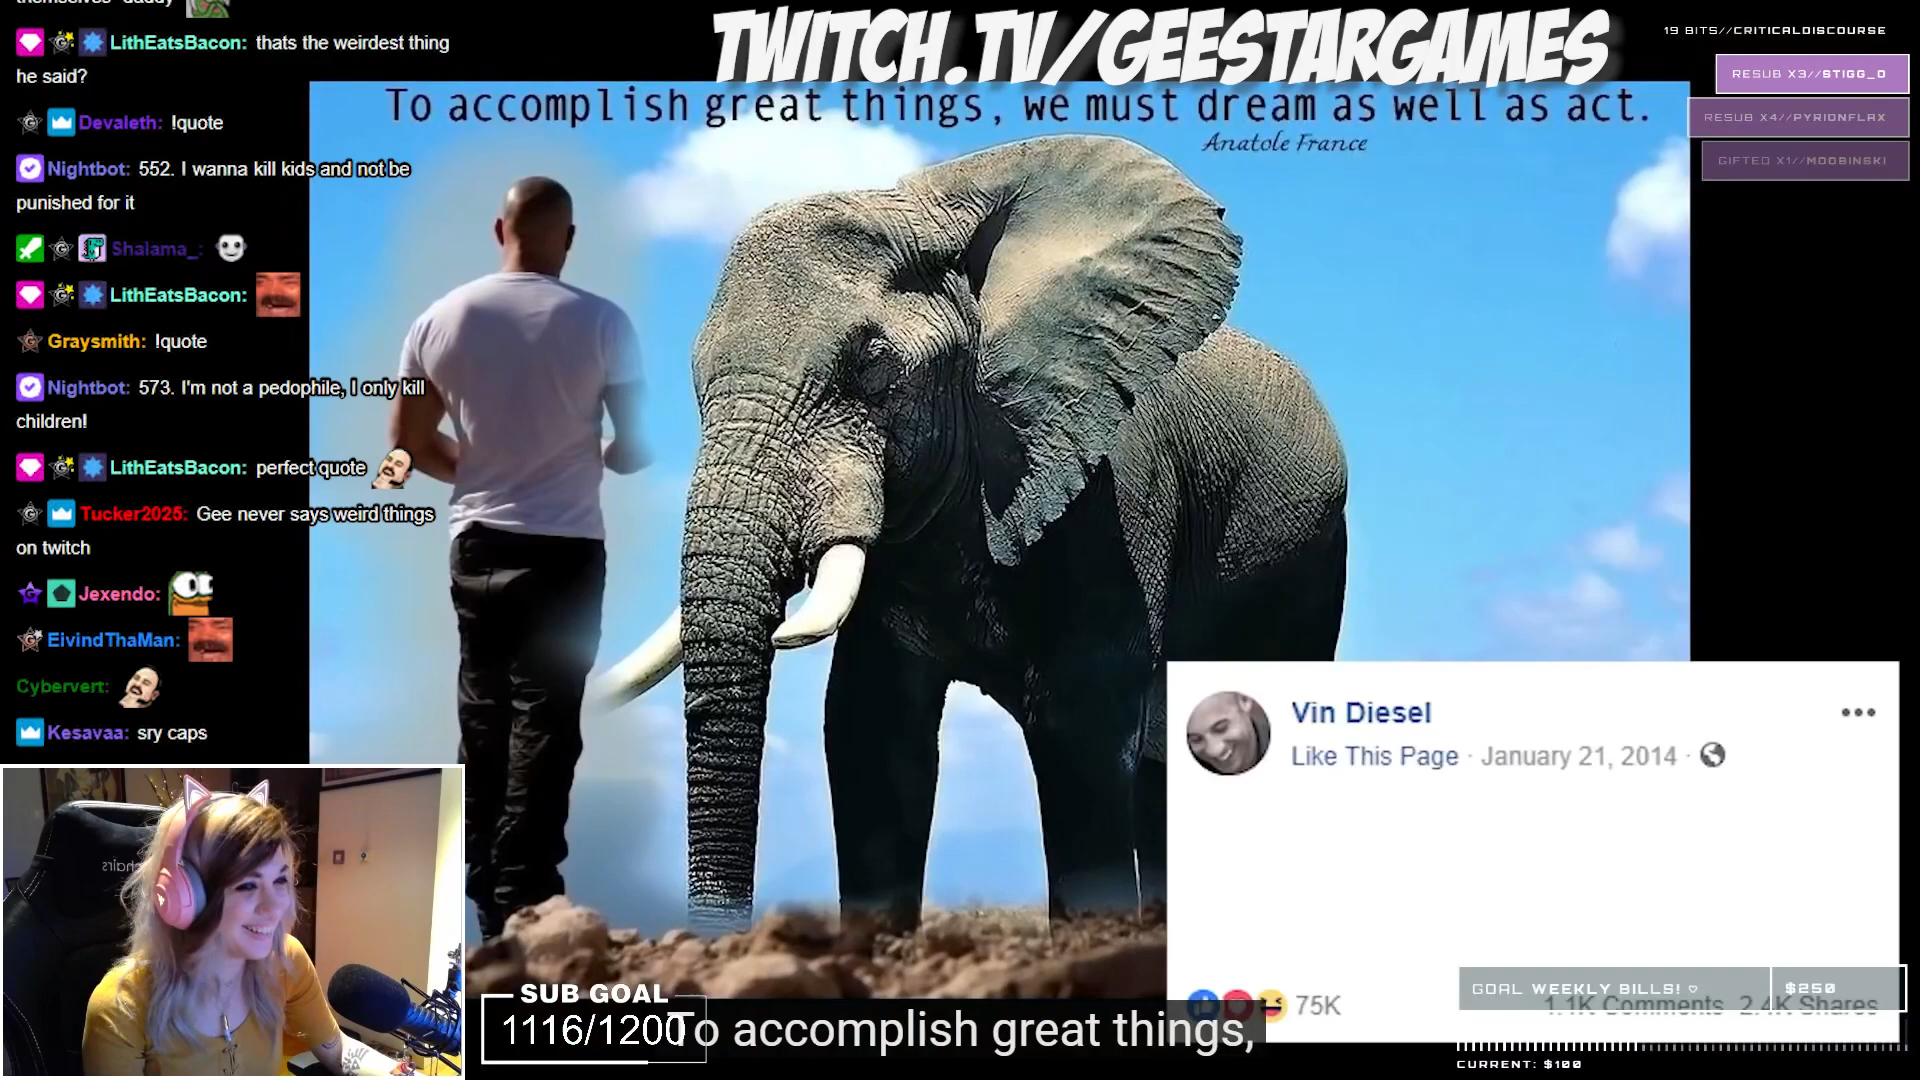 themselves "daddy"
LithEatsBacon: thats the weirdest thing
he said?
Devaleth: !quote
Nightbot: 552. I wanna kill kids and not be
punished for it
Shalama_:
LithEatsBacon:
Graysmith: !quote
Nightbot: 573. I'm not a pedophile, I only kill
children!
LithEatsBacon: perfect quote
Tucker2025: Gee never says weird things
on twitch
Jexendo:
EivindThaMan:
Cybervert:
Kesavaa: sry caps
TWITCH.TV/GEESTARGAMES
To accomplish great things, we must dream as well as act.
Anatole France
19 BITS//CRITICALDISCOURSE
RESUB X3//STIGG_O
RESUB X4//PYRIONFLAX
GIFTED X1//MOOBINSKI
Vin Diesel
Like This Page · January 21, 2014 ·
75K
1.1K Comments 2.4K Shares
GOAL WEEKLY BILLS! ♡ $250
CURRENT: $100
SUB GOAL
1116/1200
To accomplish great things,